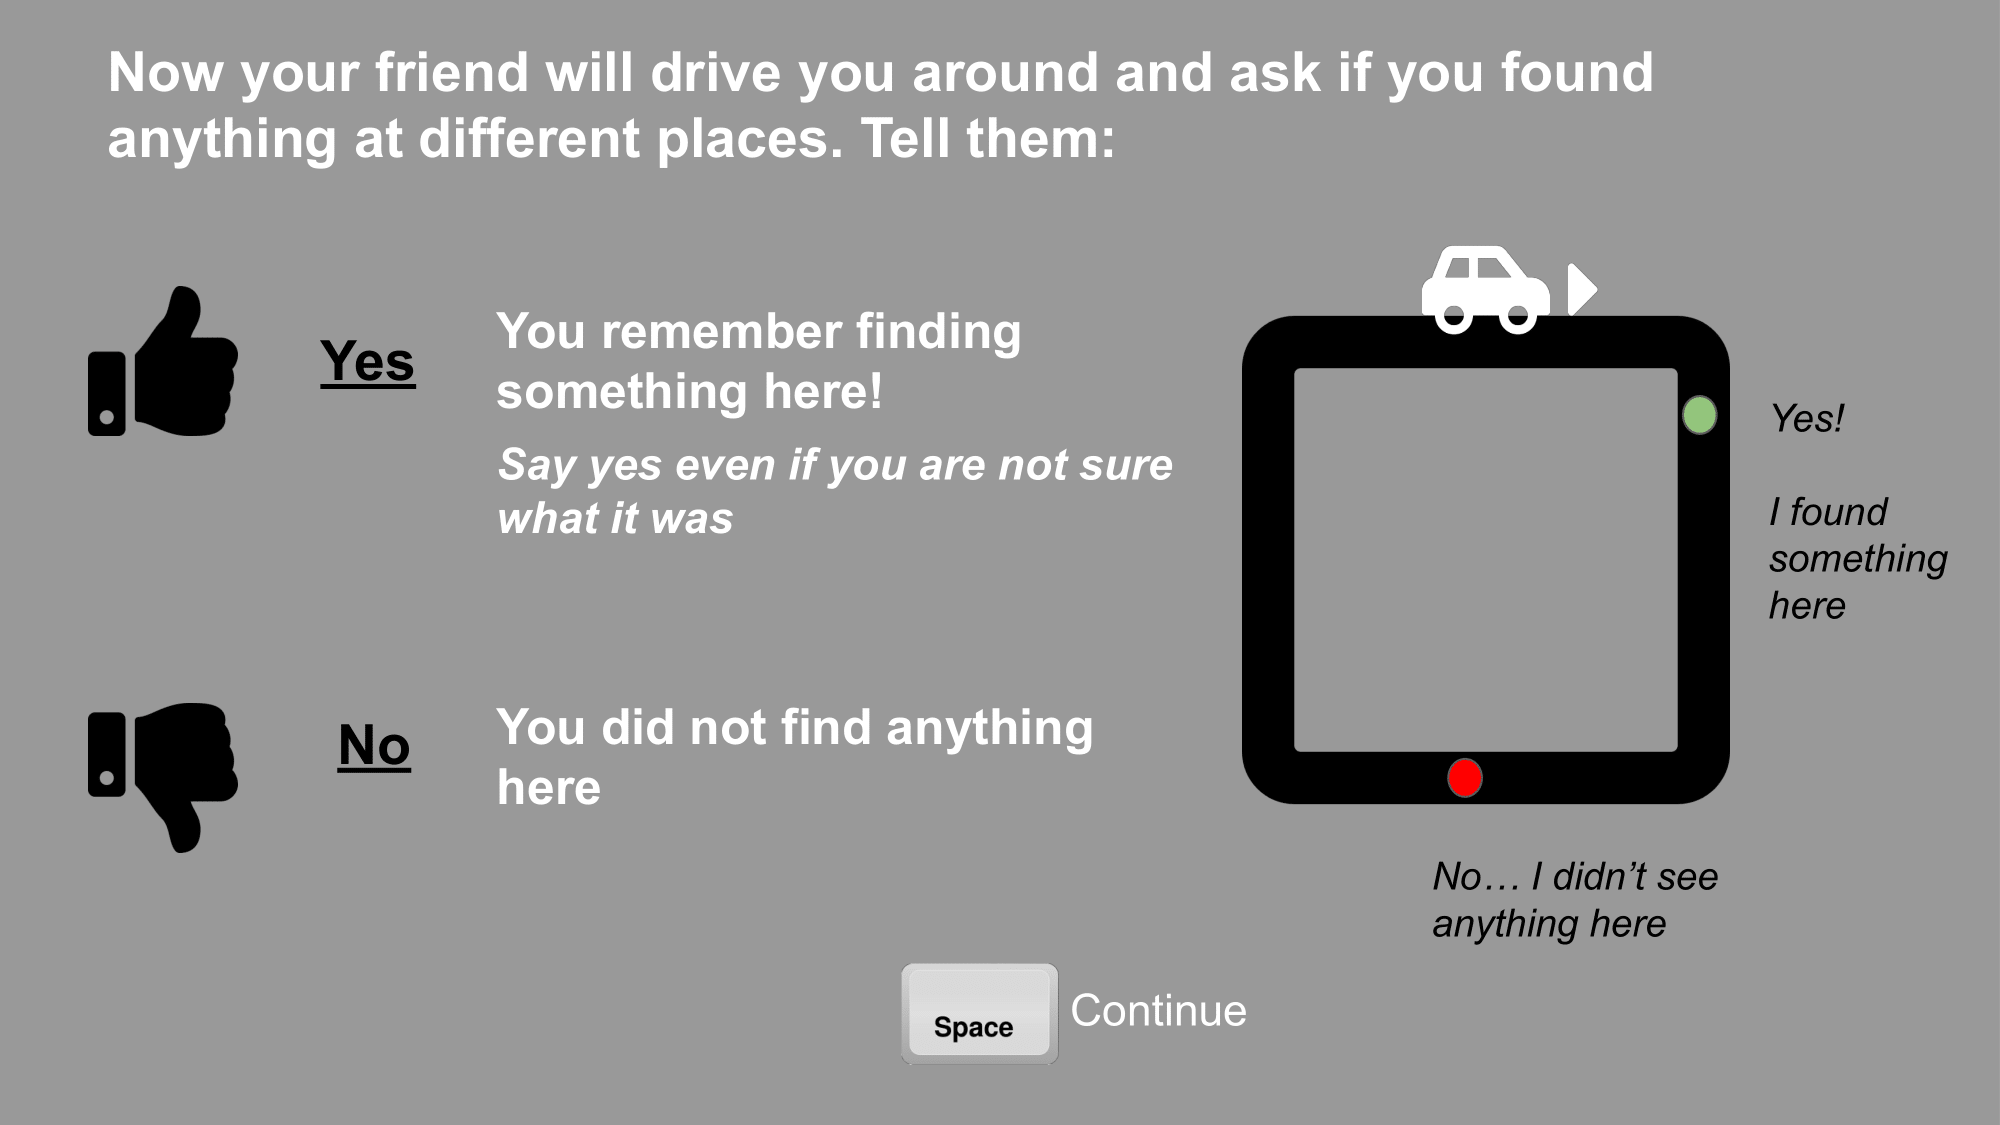 Now your friend will drive you around and ask if you found
anything at different places. Tell them:
Yes
You remember finding
something here!
Say yes even if you are not sure
what it was
Yes!
I found
something
here
No
You did not find anything
here
No… I didn’t see
anything here
Space
Continue